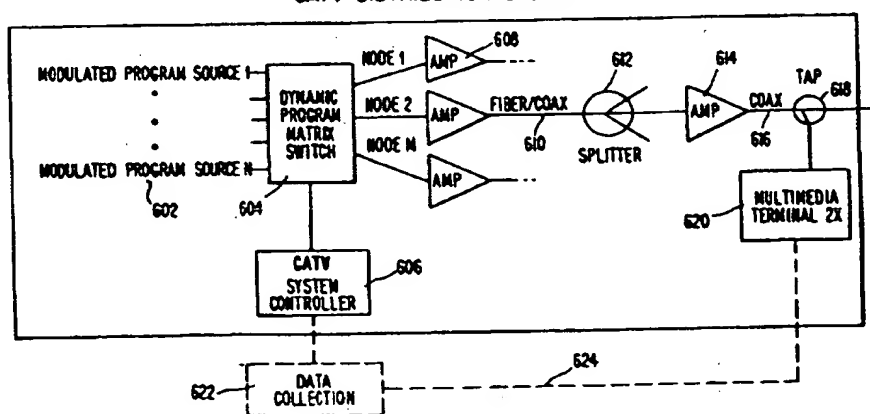 608
612
614
TAP
618
MODULATED PROGRAM SOURCE 1
NODE 1
AMP
DYNAMIC
PROGRAM
MATRIX
SWITCH
NODE 2
AMP
FIBER/COAX
610
SPLITTER
AMP
COAX
616
NODE M
AMP
MODULATED PROGRAM SOURCE N
602
604
620
MULTIMEDIA
TERMINAL 2X
CATV
SYSTEM
CONTROLLER
606
622
DATA
COLLECTION
624